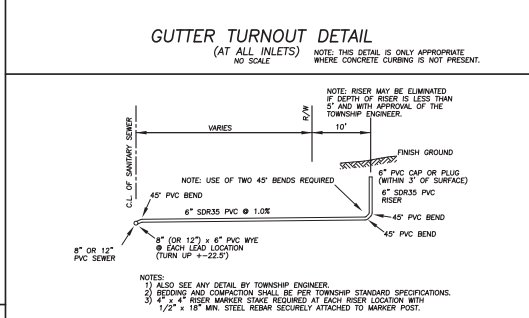 GUTTER TURNOUT DETAIL
(AT ALL INLETS)
NO SCALE
NOTE: THIS DETAIL IS ONLY APPROPRIATE
WHERE CONCRETE CURBING IS NOT PRESENT.
NOTE: RISER MAY BE ELIMINATED
IF DEPTH OF RISER IS LESS THAN
5' AND WITH APPROVAL OF THE
TOWNSHIP ENGINEER.
C.L. OF SANITARY SEWER
VARIES
R/W
10'
FINISH GROUND
6" PVC CAP OR PLUG
(WITHIN 3' OF SURFACE)
6" SDR35 PVC
RISER
NOTE: USE OF TWO 45° BENDS REQUIRED
45° PVC BEND
6" SDR35 PVC @ 1.0%
45° PVC BEND
45° PVC BEND
8" OR 12"
PVC SEWER
8" (OR 12") x 6" PVC WYE
@ EACH LEAD LOCATION
(TURN UP +-22.5°)
NOTES:
1) ALSO SEE ANY DETAIL BY TOWNSHIP ENGINEER.
2) BEDDING AND COMPACTION SHALL BE PER TOWNSHIP STANDARD SPECIFICATIONS.
3) 4" x 4" RISER MARKER STAKE REQUIRED AT EACH RISER LOCATION WITH
1/2" x 18" MIN. STEEL REBAR SECURELY ATTACHED TO MARKER POST.